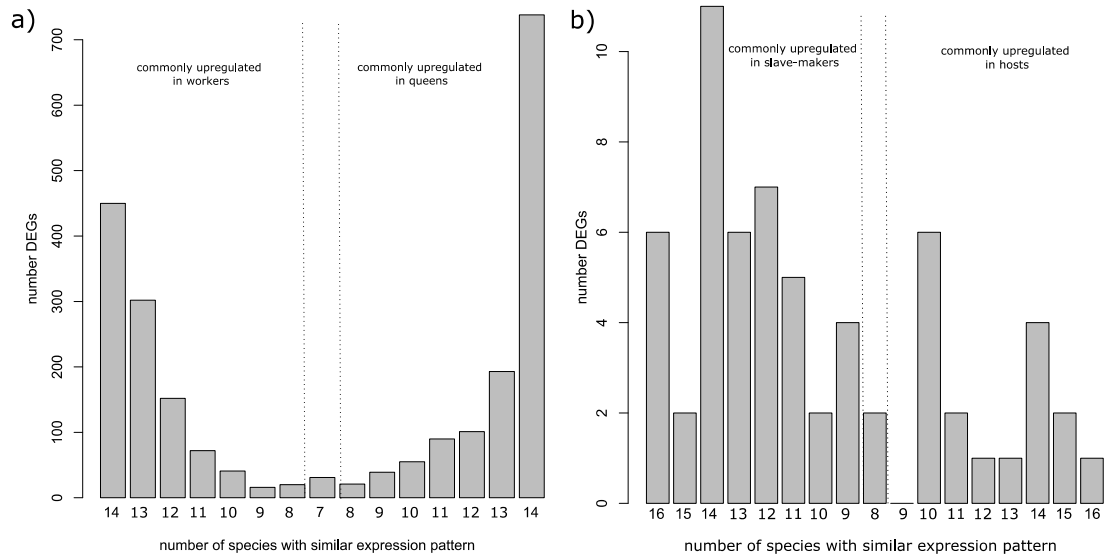 a)
number DEGs
700
600
500
400
300
200
100
0
commonly upregulated
in workers
commonly upregulated
in queens
14 13 12 11 10 9 8 7 8 9 10 11 12 13 14
number of species with similar expression pattern
b)
number DEGs
10
8
6
4
2
0
commonly upregulated
in slave-makers
commonly upregulated
in hosts
16 15 14 13 12 11 10 9 8 9 10 11 12 13 14 15 16
number of species with similar expression pattern